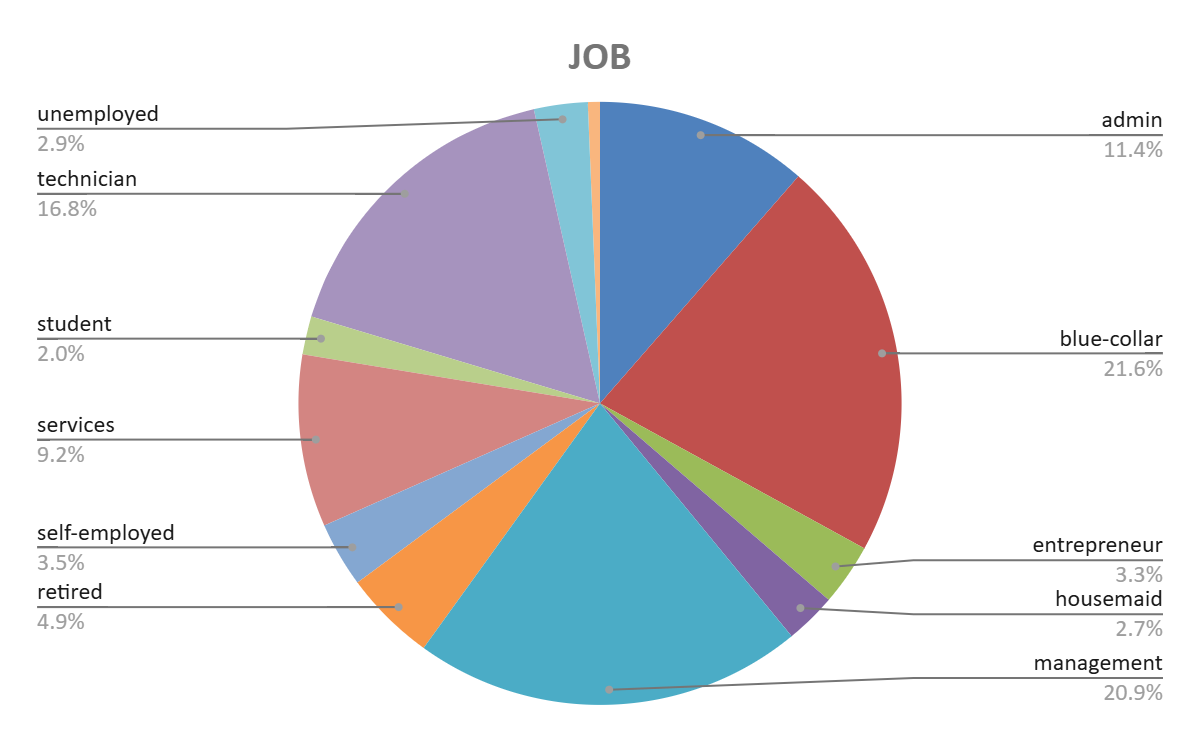 JOB
unemployed
2.9%
technician
16.8%
student
2.0%
services
9.2%
self-employed
3.5%
retired
4.9%
admin
11.4%
blue-collar
21.6%
entrepreneur
3.3%
housemaid
2.7%
management
20.9%